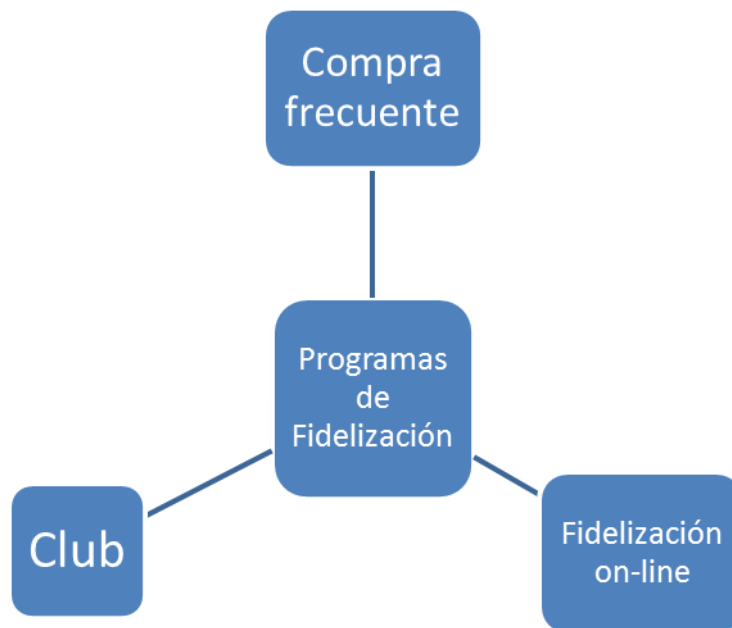 Compra
frecuente
Programas
de
Fidelización
Club
Fidelización
on-line